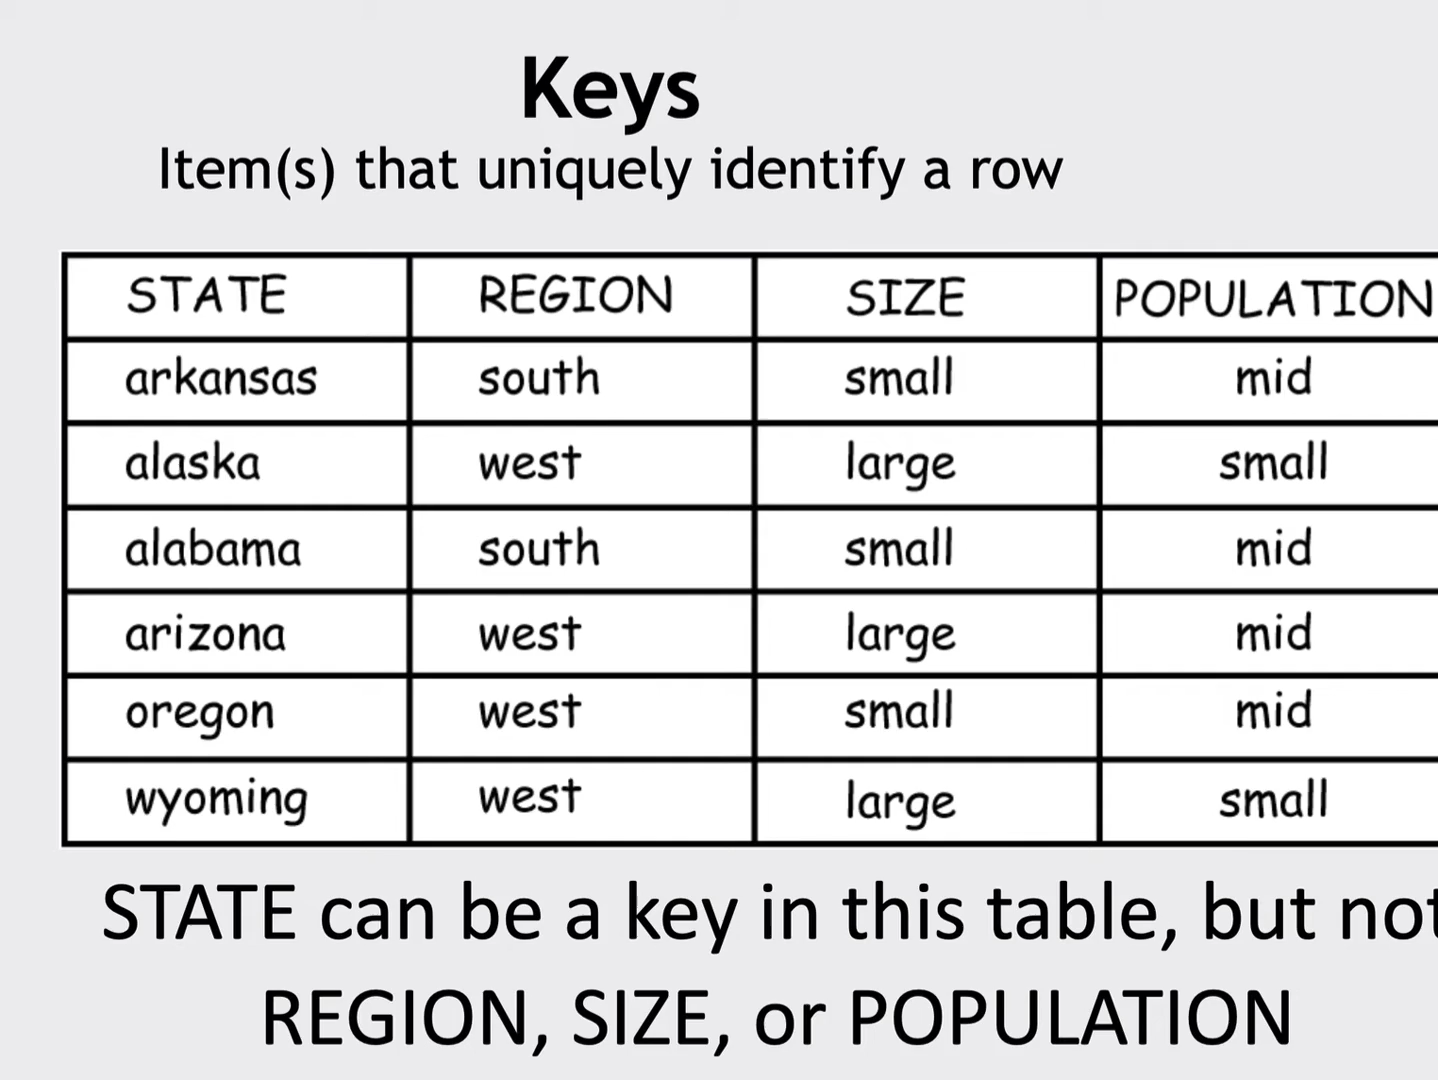 Keys
Item(s) that uniquely identify a row
STATE REGION SIZE POPULATION
arkansas south small mid
alaska west large small
alabama south small mid
arizona west large mid
oregon west small mid
wyoming west large small
STATE can be a key in this table, but not
REGION, SIZE, or POPULATION